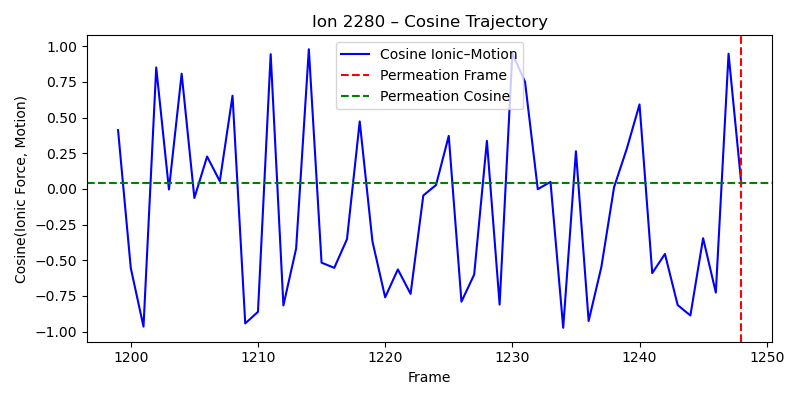 Ion 2280 – Cosine Trajectory
Cosine(Ionic Force, Motion)
1.00
0.75
0.50
0.25
0.00
−0.25
−0.50
−0.75
−1.00
Cosine Ionic–Motion
Permeation Frame
Permeation Cosine
1200
1210
1220
1230
1240
1250
Frame